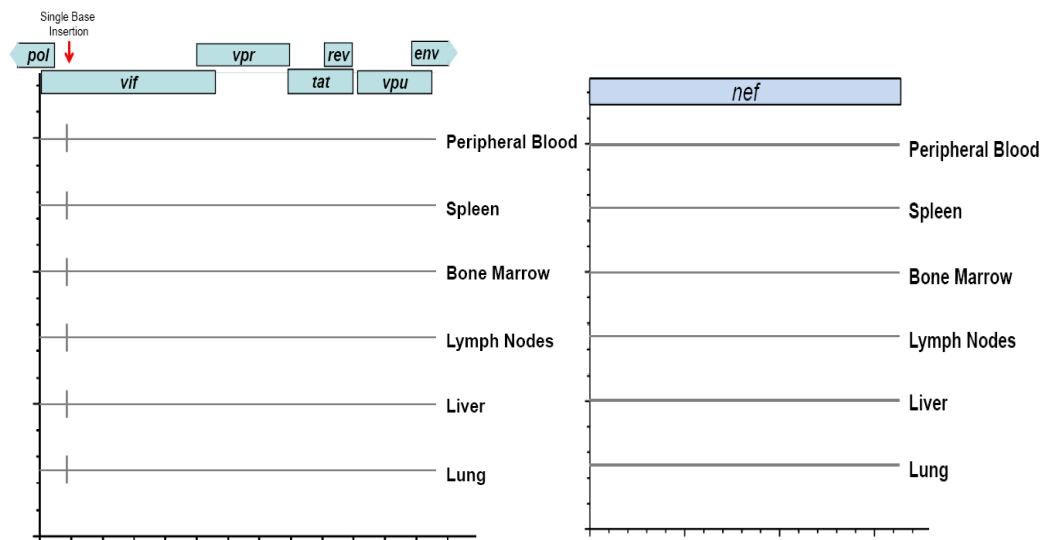 Single Base
Insertion
pol
vpr
rev
env
vif
tat
vpu
nef
Peripheral Blood
Spleen
Bone Marrow
Lymph Nodes
Liver
Lung
Peripheral Blood
Spleen
Bone Marrow
Lymph Nodes
Liver
Lung